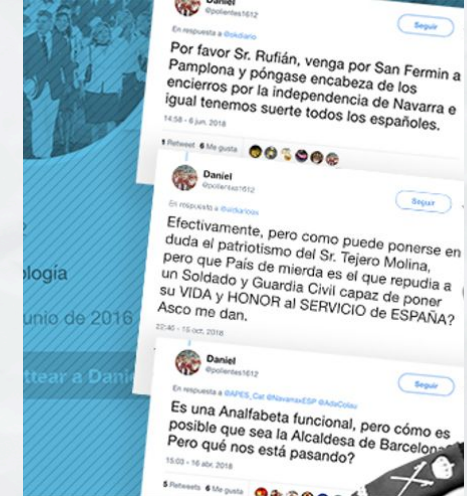 Daniel
@polientes1612
Seguir
En respuesta a @okdiario
Por favor Sr. Rufián, venga por San Fermin a
Pamplona y póngase encabeza de los
encierros por la independencia de Navarra e
igual tenemos suerte todos los españoles.
14:58 - 6 jun. 2018
1 Retweet 6 Me gusta
Daniel
@polientes1612
Seguir
En respuesta a
Efectivamente, pero como puede ponerse en
duda el patriotismo del Sr. Tejero Molina,
pero que País de mierda es el que repudia a
un Soldado y Guardia Civil capaz de poner
su VIDA y HONOR al SERVICIO de ESPAÑA?
Asco me dan.
22:46 - 15 oct. 2018
Daniel
@polientes1612
Seguir
En respuesta a @APES_Cat @NavarraxESP @AdaColau
Es una Analfabeta funcional, pero cómo es
posible que sea la Alcaldesa de Barcelona
Pero qué nos está pasando?
15:03 - 16 abr. 2018
5 Retweets 6 Me gusta
ología
unio de 2016
ttear a Danie